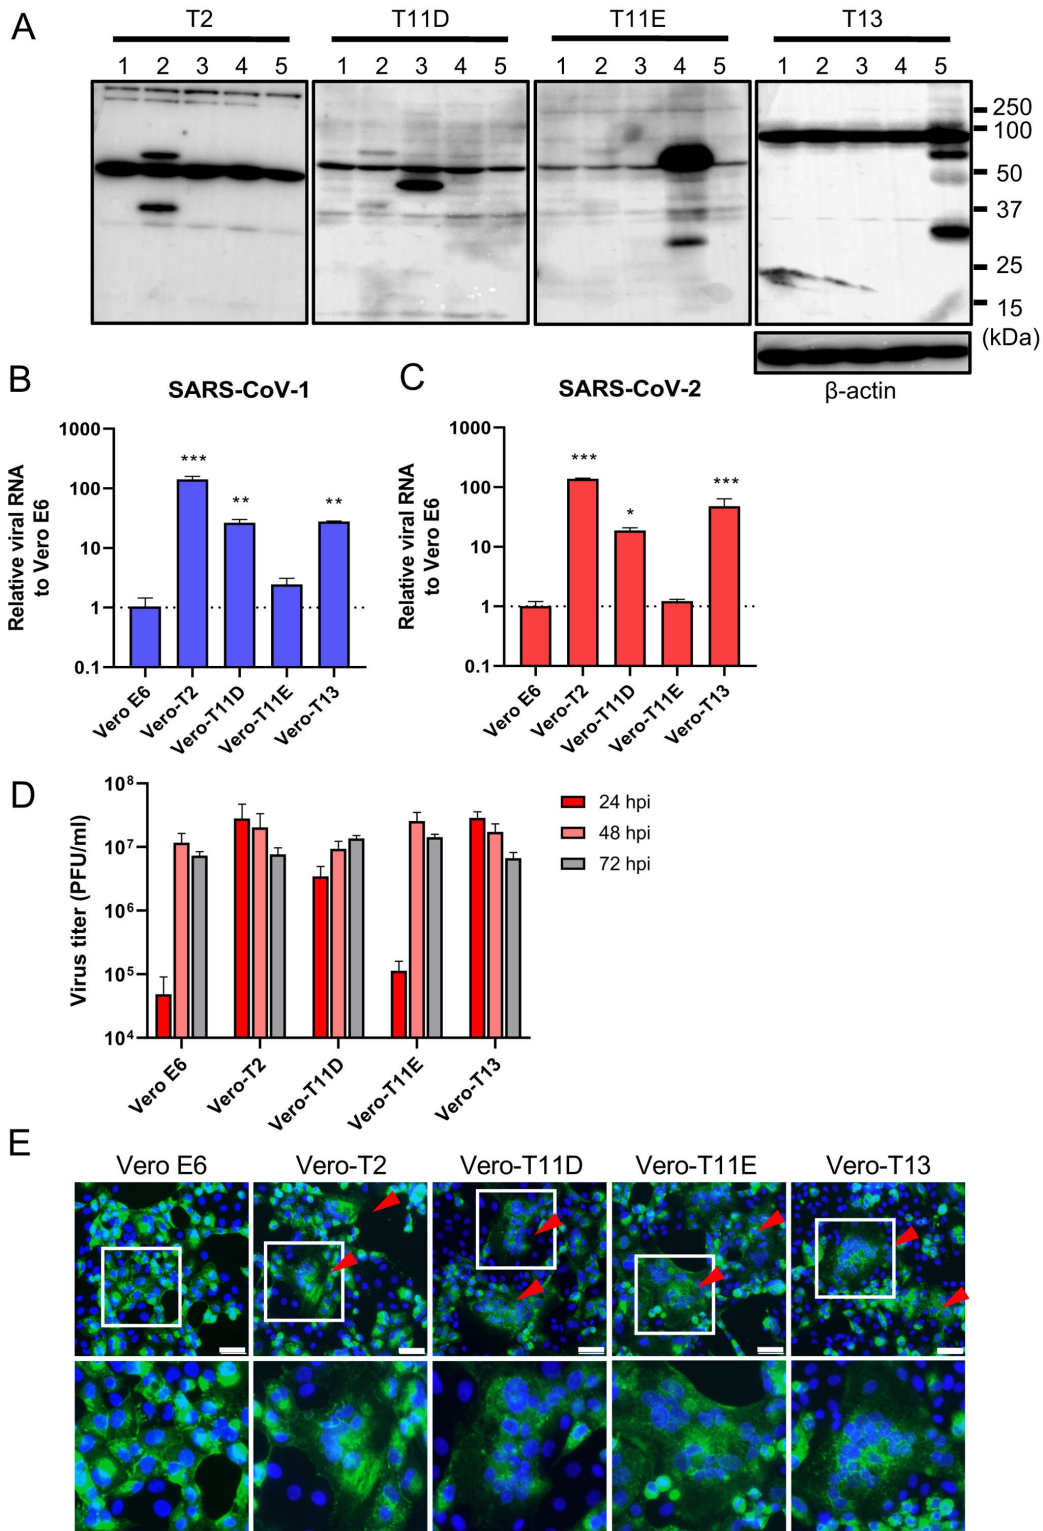 A
T2 T11D T11E T13
1 2 3 4 5 1 2 3 4 5 1 2 3 4 5 1 2 3 4 5
250
100
50
37
25
15
(kDa)
β-actin
B
SARS-CoV-1
Relative viral RNA
to Vero E6
1000
100
10
1
0.1
*** ** **
Vero E6 Vero-T2 Vero-T11D Vero-T11E Vero-T13
C
SARS-CoV-2
Relative viral RNA
to Vero E6
1000
100
10
1
0.1
*** * ***
Vero E6 Vero-T2 Vero-T11D Vero-T11E Vero-T13
D
Virus titer (PFU/ml)
10⁸
10⁷
10⁶
10⁵
10⁴
Vero E6 Vero-T2 Vero-T11D Vero-T11E Vero-T13
24 hpi
48 hpi
72 hpi
E
Vero E6 Vero-T2 Vero-T11D Vero-T11E Vero-T13